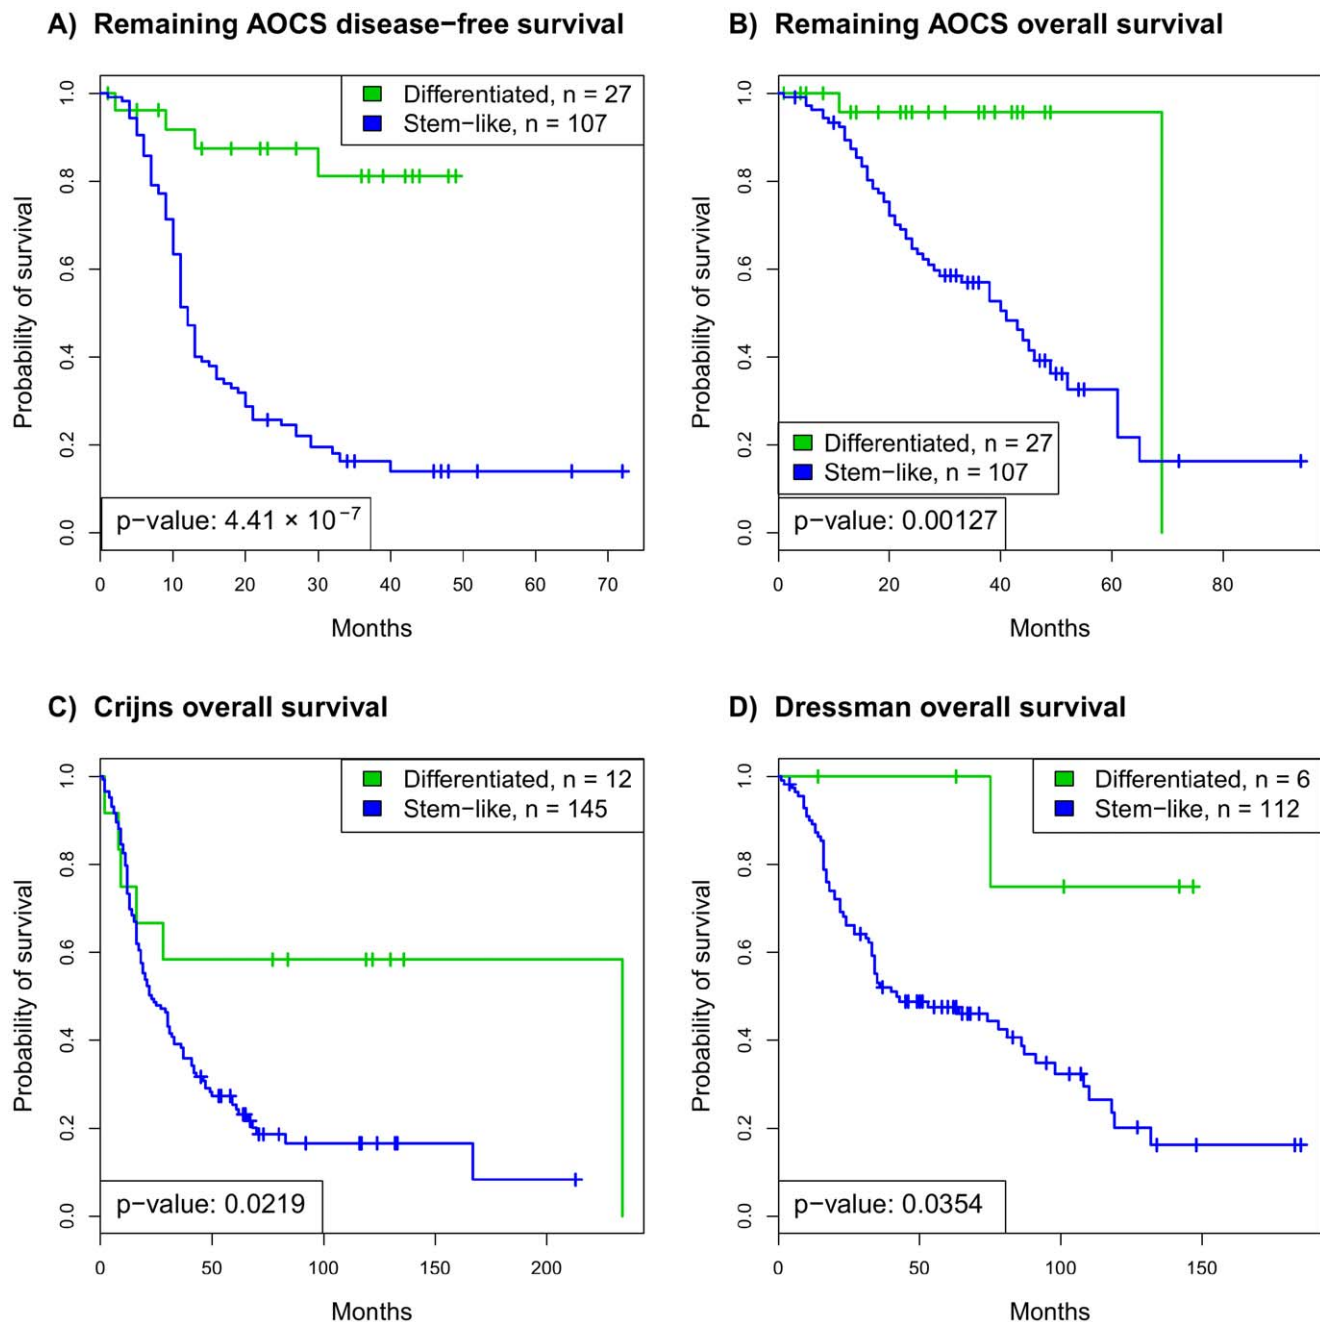 A) Remaining AOCS disease−free survival
Differentiated, n = 27
Stem−like, n = 107
Probability of survival
0.0 0.2 0.4 0.6 0.8 1.0
p−value: 4.41 × 10⁻⁷
0 10 20 30 40 50 60 70
Months
B) Remaining AOCS overall survival
Probability of survival
0.0 0.2 0.4 0.6 0.8 1.0
Differentiated, n = 27
Stem−like, n = 107
p−value: 0.00127
0 20 40 60 80
Months
C) Crijns overall survival
Differentiated, n = 12
Stem−like, n = 145
Probability of survival
0.0 0.2 0.4 0.6 0.8 1.0
p−value: 0.0219
0 50 100 150 200
Months
D) Dressman overall survival
Differentiated, n = 6
Stem−like, n = 112
Probability of survival
0.0 0.2 0.4 0.6 0.8 1.0
p−value: 0.0354
0 50 100 150
Months